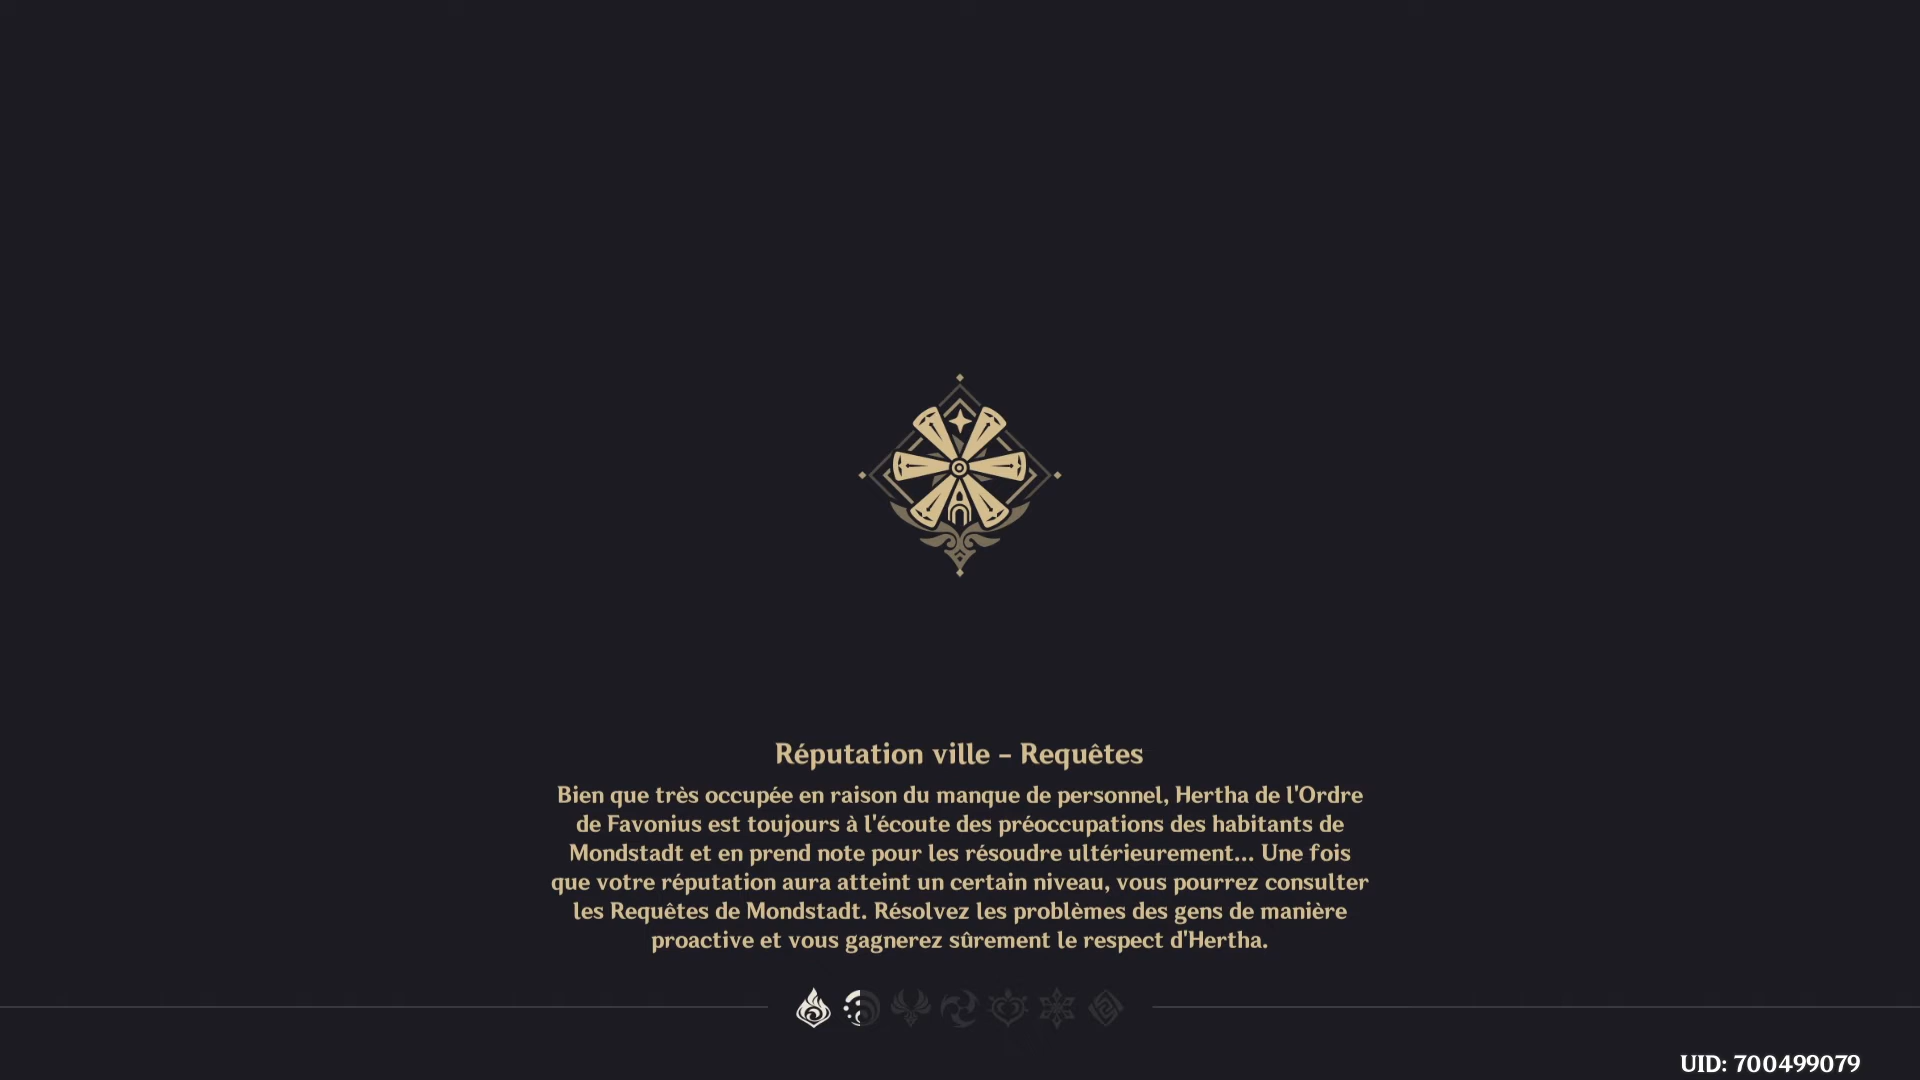 Réputation ville – Requêtes
Bien que très occupée en raison du manque de personnel, Hertha de l'Ordre
de Favonius est toujours à l'écoute des préoccupations des habitants de
Mondstadt et en prend note pour les résoudre ultérieurement... Une fois
que votre réputation aura atteint un certain niveau, vous pourrez consulter
les Requêtes de Mondstadt. Résolvez les problèmes des gens de manière
proactive et vous gagnerez sûrement le respect d'Hertha.
UID: 700499079